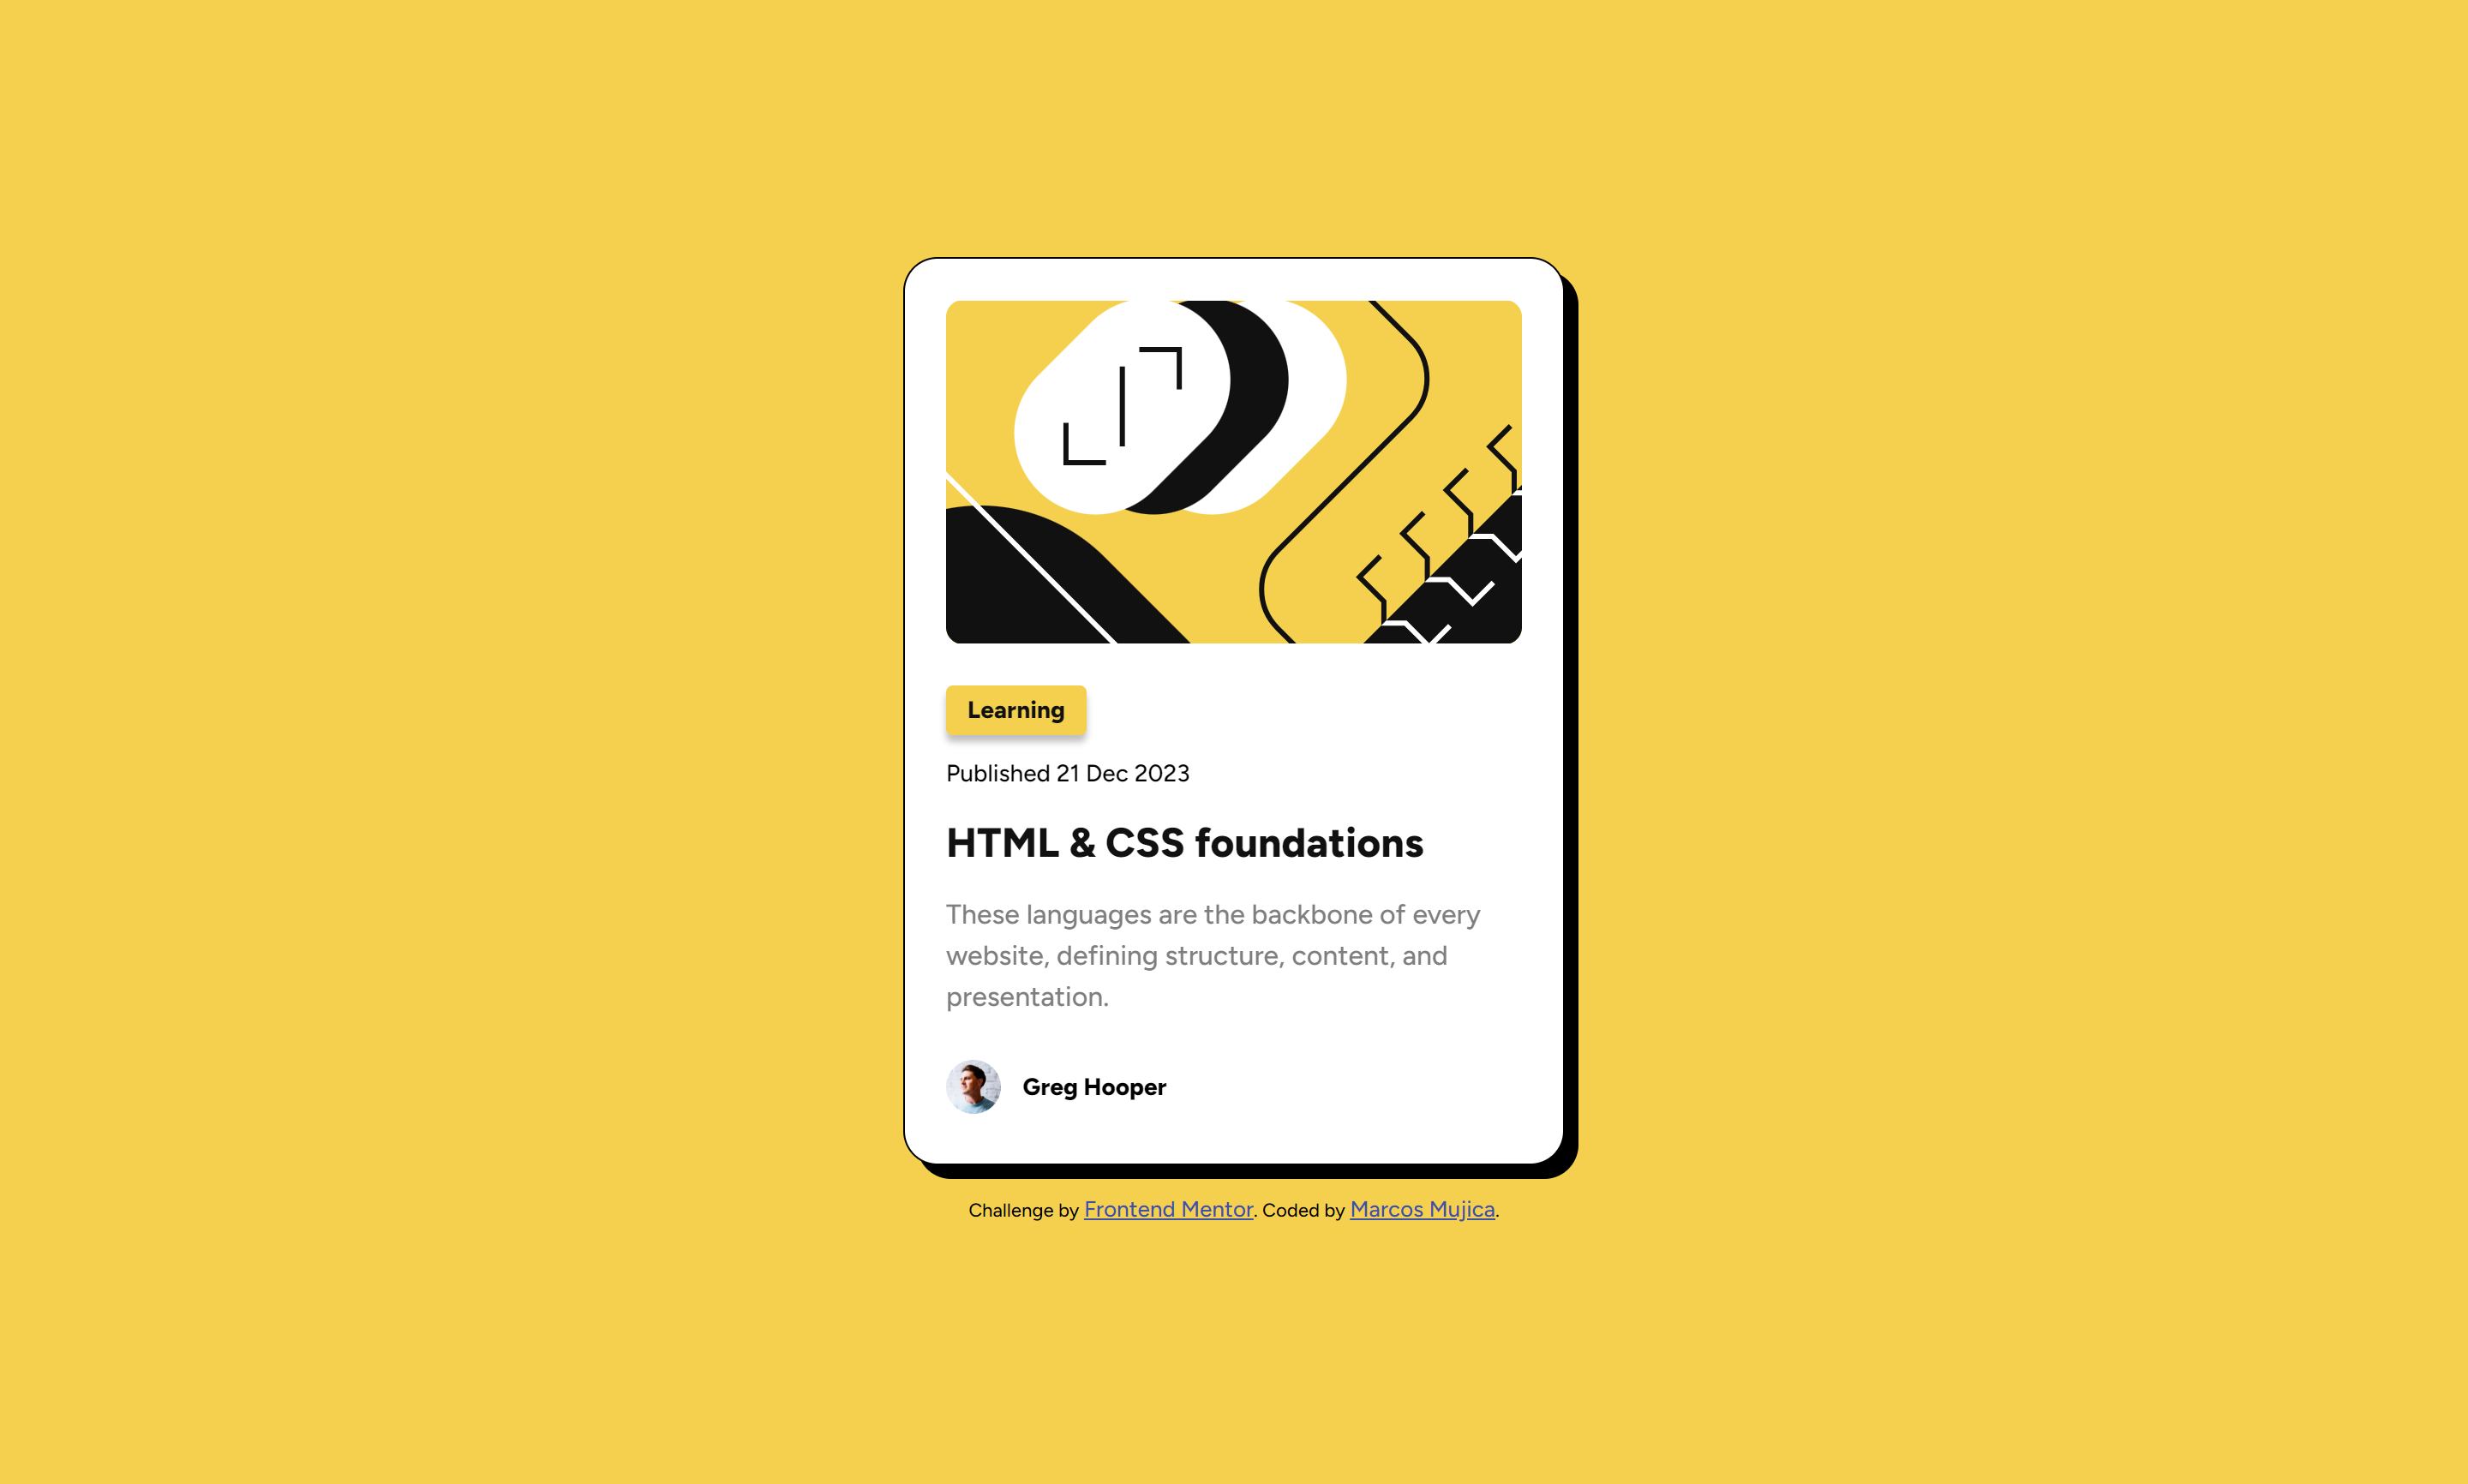 Learning
Published 21 Dec 2023
HTML & CSS foundations
These languages are the backbone of every
website, defining structure, content, and
presentation.
Greg Hooper
Challenge by Frontend Mentor. Coded by Marcos Mujica.